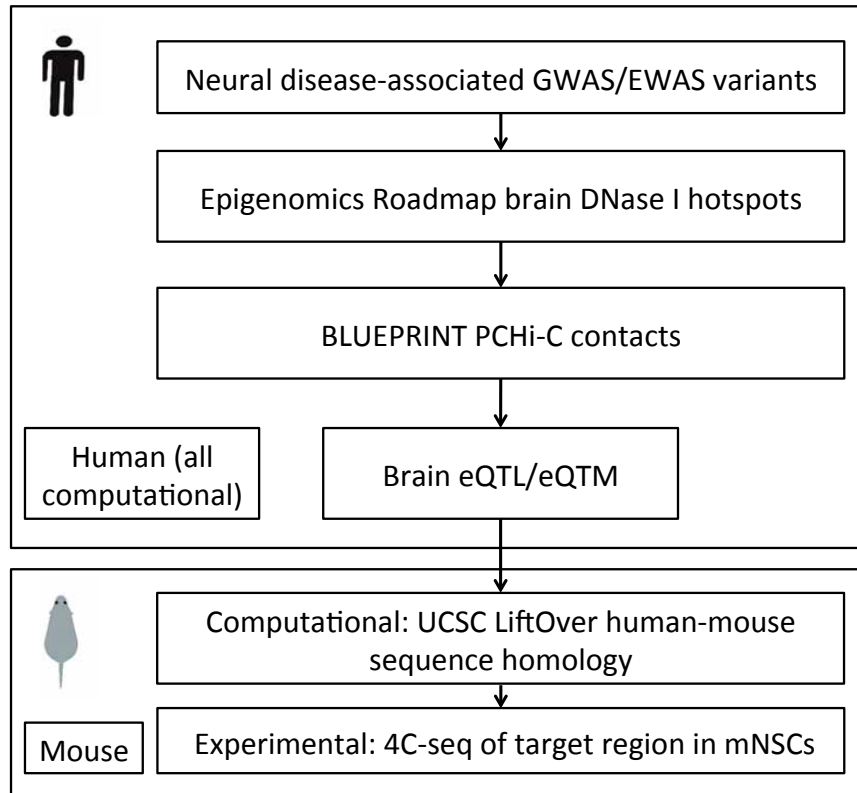 Neural disease-associated GWAS/EWAS variants
Epigenomics Roadmap brain DNase I hotspots
BLUEPRINT PCHi-C contacts
Human (all
computational)
Brain eQTL/eQTM
Computational: UCSC LiftOver human-mouse
sequence homology
Mouse
Experimental: 4C-seq of target region in mNSCs